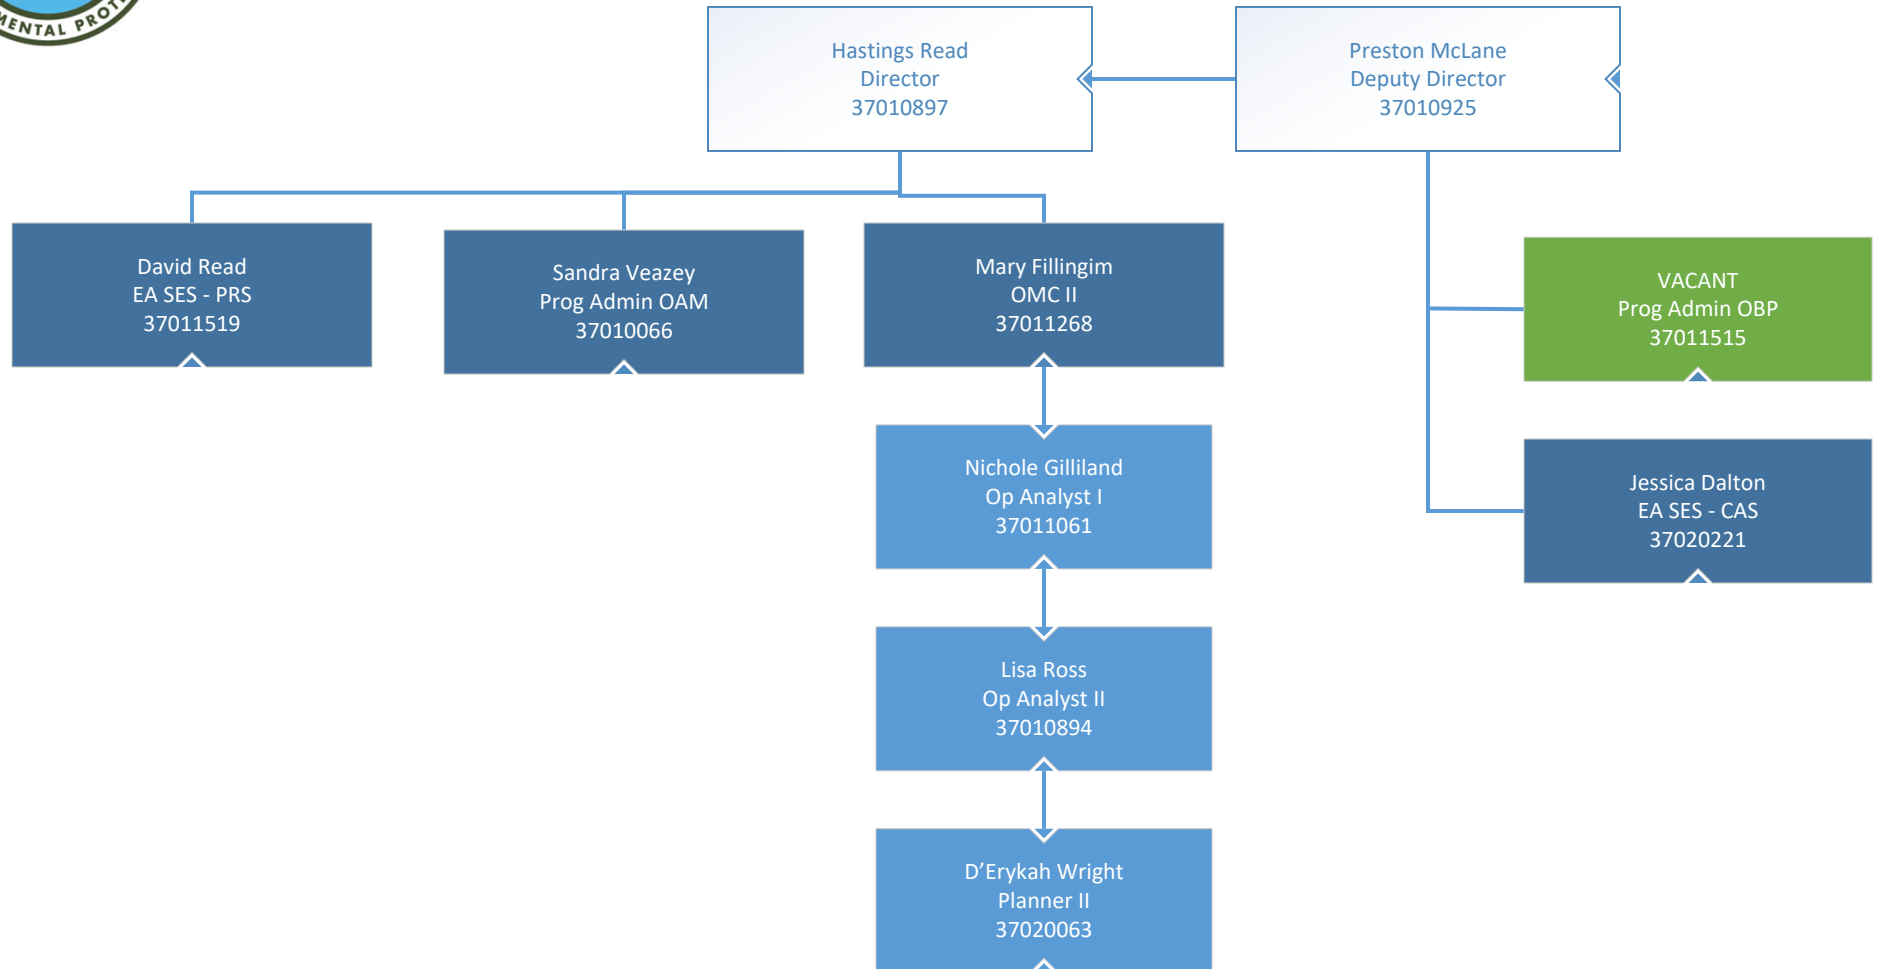 MENTAL PROT
Hastings Read
Director
37010897
Preston McLane
Deputy Director
37010925
David Read
EA SES - PRS
37011519
Sandra Veazey
Prog Admin OAM
37010066
Mary Fillingim
OMC II
37011268
VACANT
Prog Admin OBP
37011515
Nichole Gilliland
Op Analyst I
37011061
Jessica Dalton
EA SES - CAS
37020221
Lisa Ross
Op Analyst II
37010894
D’Erykah Wright
Planner II
37020063